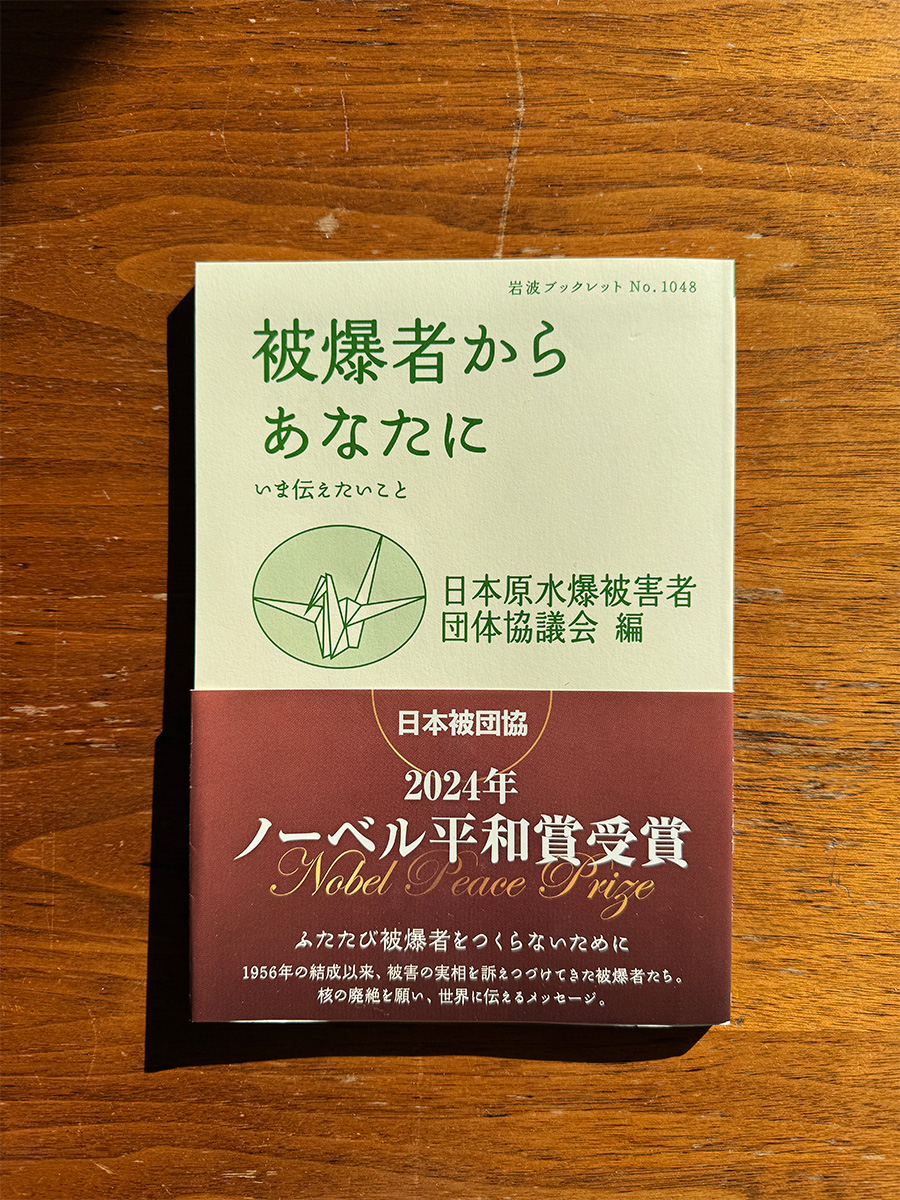 岩波ブックレット No.1048
被爆者から
あなたに
いま伝えたいこと
日本原水爆被害者
団体協議会 編
日本被団協
2024年
ノーベル平和賞受賞
Nobel Peace Prize
ふたたび被爆者をつくらないために
1956年の結成以来、被害の実相を訴えつづけてきた被爆者たち。
核の廃絶を願い、世界に伝えるメッセージ。